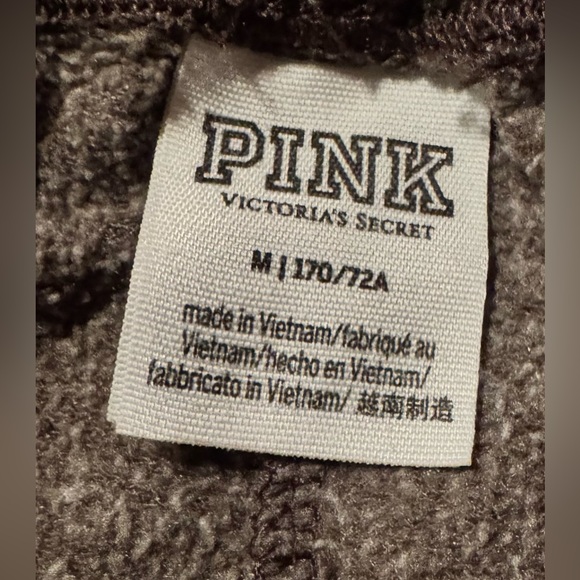 PINK
VICTORIA'S SECRET
M | 170/72A
made in Vietnam/fabriqué au
Vietnam/hecho en Vietnam/
fabbricato in Vietnam/ 越南制造